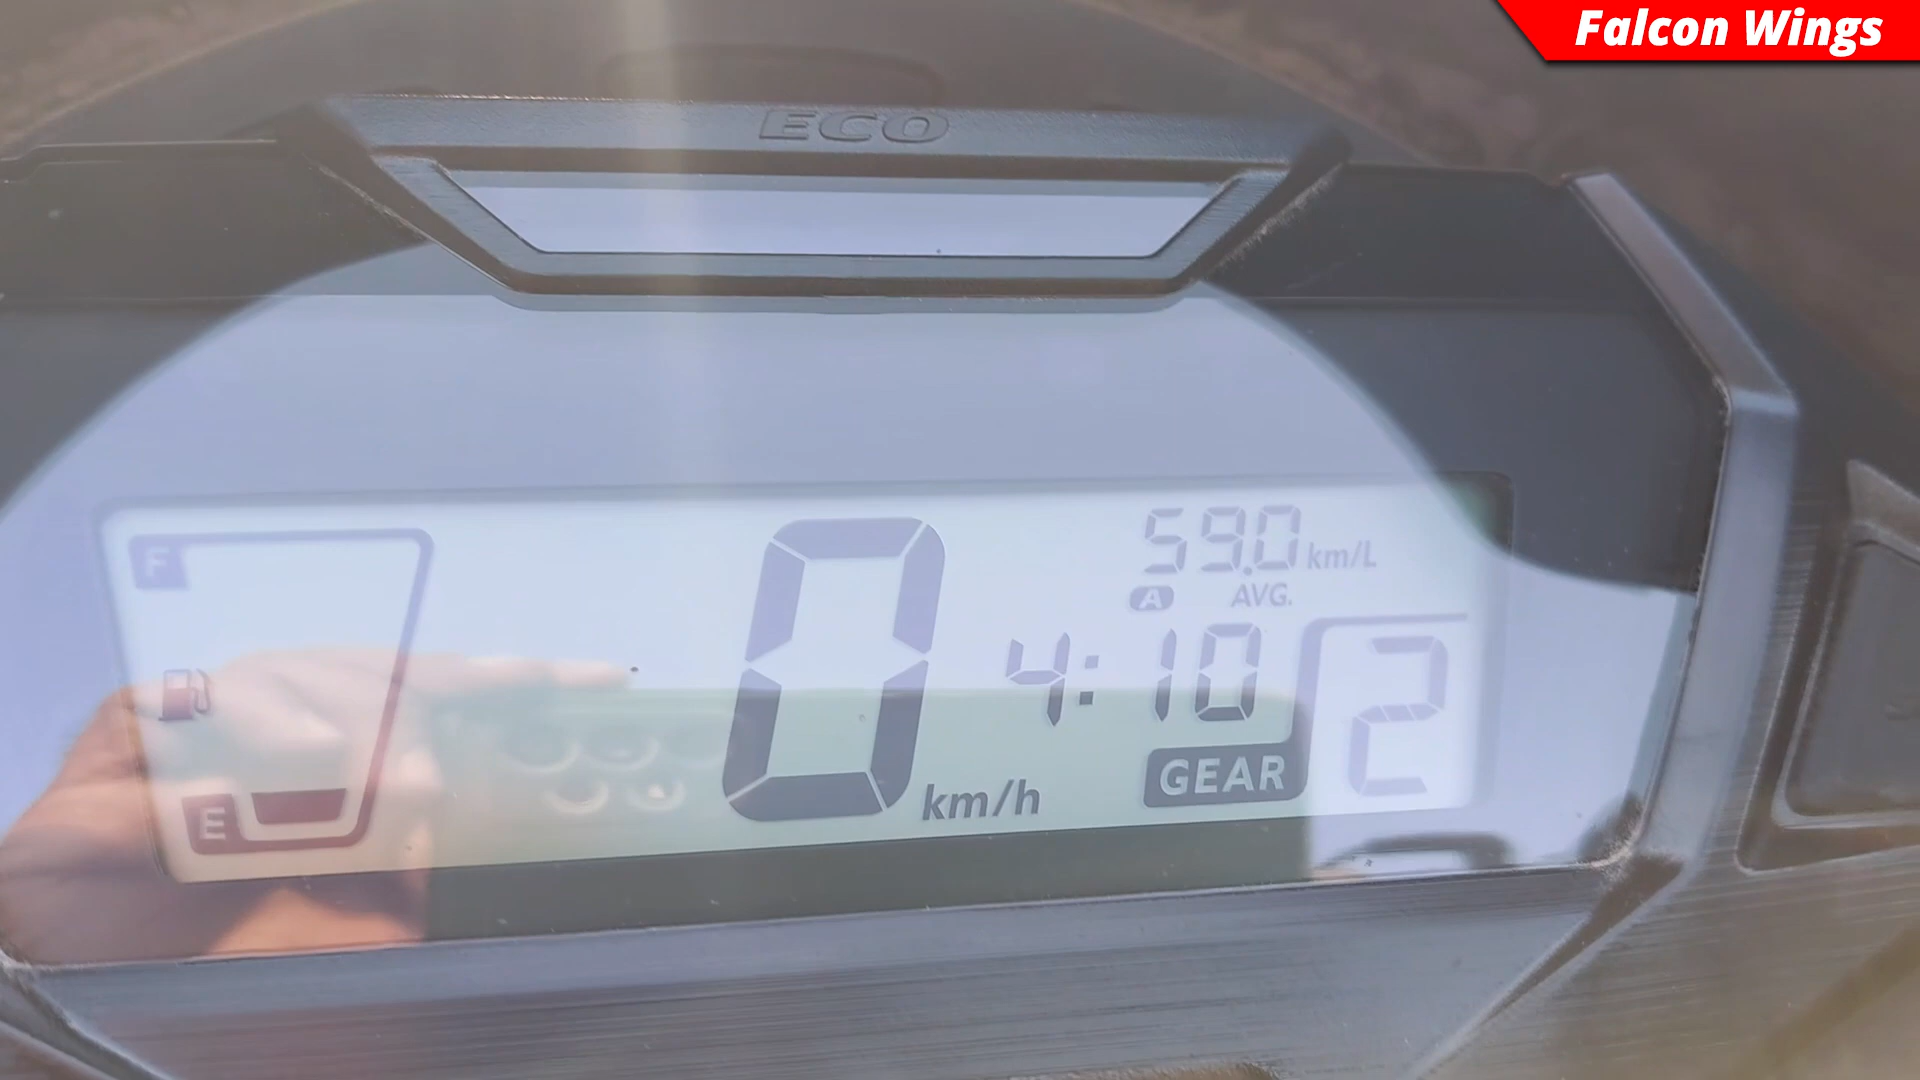 Falcon Wings
ECO
F
59.0 km/L
A AVG.
4:10
0 km/h
GEAR 2
E